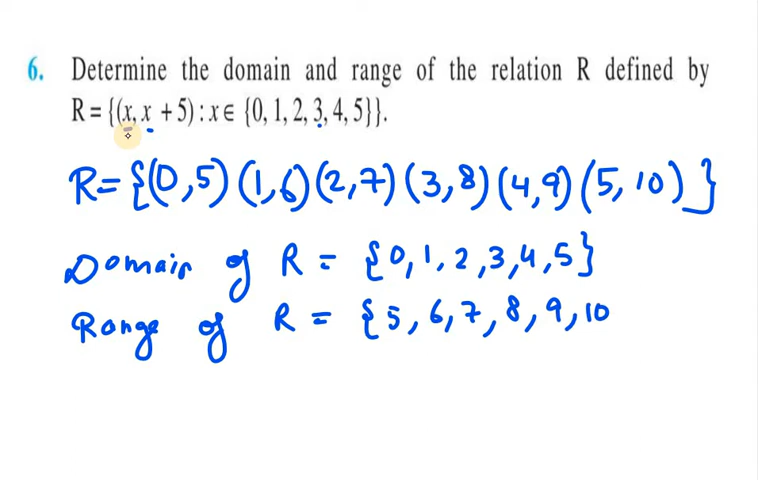 6. Determine the domain and range of the relation R defined by
R = {(x, x + 5) : x ∈ {0, 1, 2, 3, 4, 5}}.
R = {(0,5) (1,6) (2,7) (3,8) (4,9) (5,10)}
Domain of R = {0,1,2,3,4,5}
Range of R = {5,6,7,8,9,10